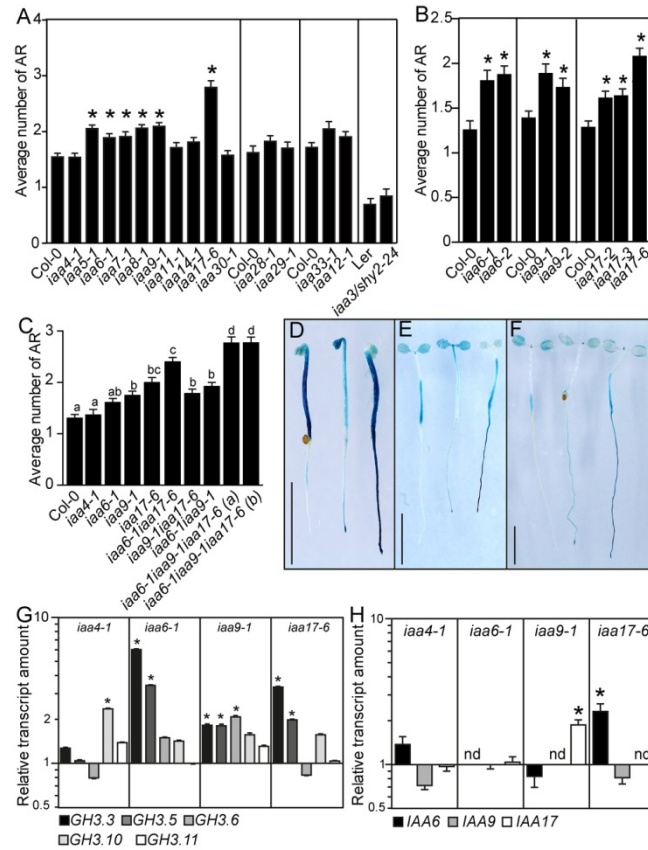 A
Average number of AR
4
3
2
1
0
* * * * * *
Col-0
iaa4-1
iaa5-1
iaa6-1
iaa7-1
iaa8-1
iaa9-1
iaa11-1
iaa14-1
iaa17-6
iaa30-1
Col-0
iaa28-1
iaa29-1
Col-0
iaa33-1
iaa12-1
Ler
iaa3/shy2-24
B
Average number of AR
2.5
2
1.5
1
0.5
0
* * * * * * *
Col-0
iaa6-1
iaa6-2
Col-0
iaa9-1
iaa9-2
Col-0
iaa17-2
iaa17-3
iaa17-6
C
Average number of AR
3
2
1
0
a a ab b bc c b b d d
Col-0
iaa4-1
iaa6-1
iaa9-1
iaa17-6
iaa6-1iaa17-6
iaa9-1iaa17-6
iaa6-1iaa9-1
iaa6-1iaa9-1iaa17-6 (a)
iaa6-1iaa9-1iaa17-6 (b)
D E F
G
Relative transcript amount
10
2
1
0.5
iaa4-1 iaa6-1 iaa9-1 iaa17-6
* * * * * * * *
GH3.3 GH3.5 GH3.6
GH3.10 GH3.11
H
Relative transcript amount
10
2
1
0.5
iaa4-1 iaa6-1 iaa9-1 iaa17-6
nd nd * * nd
IAA6 IAA9 IAA17